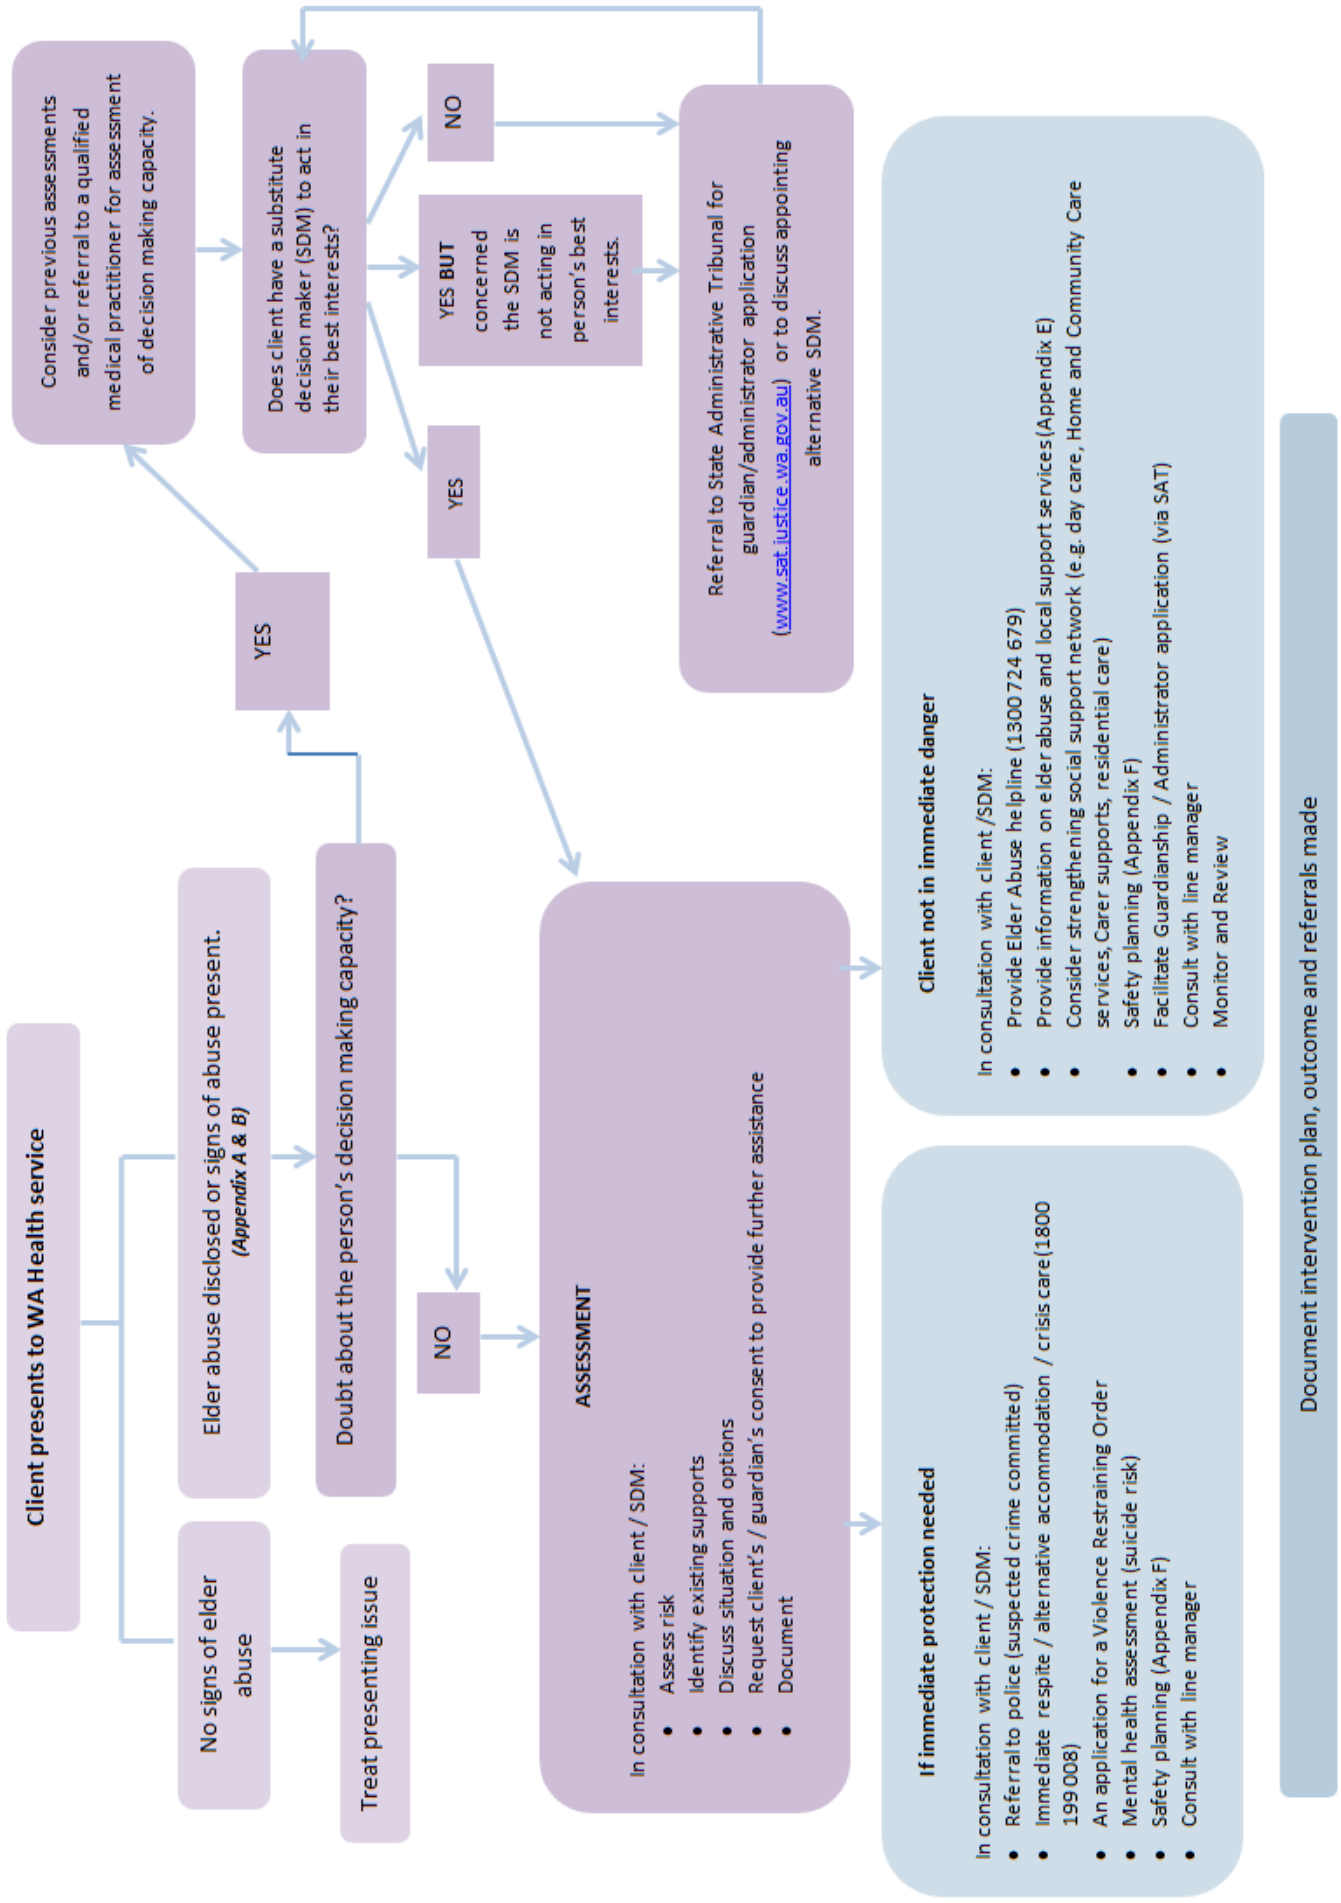 Client presents to WA Health service
No signs of elder
abuse
Treat presenting issue
Elder abuse disclosed or signs of abuse present.
(Appendix A & B)
Doubt about the person's decision making capacity?
YES
NO
Consider previous assessments
and/or referral to a qualified
medical practitioner for assessment
of decision making capacity.
Does client have a substitute
decision maker (SDM) to act in
their best interests?
YES
YES BUT
concerned
the SDM is
not acting in
person's best
interests.
NO
Referral to State Administrative Tribunal for
guardian/administrator application
(www.sat.justice.wa.gov.au) or to discuss appointing
alternative SDM.
ASSESSMENT
In consultation with client / SDM:
• Assess risk
• Identify existing supports
• Discuss situation and options
• Request client's / guardian's consent to provide further assistance
• Document
If immediate protection needed
In consultation with client / SDM:
• Referral to police (suspected crime committed)
• Immediate respite / alternative accommodation / crisis care(1800
199 008)
• An application for a Violence Restraining Order
• Mental health assessment (suicide risk)
• Safety planning (Appendix F)
• Consult with line manager
Client not in immediate danger
In consultation with client /SDM:
• Provide Elder Abuse helpline (1300 724 679)
• Provide information on elder abuse and local support services(Appendix E)
• Consider strengthening social support network (e.g. day care, Home and Community Care
services, Carer supports, residential care)
• Safety planning (Appendix F)
• Facilitate Guardianship / Administrator application (via SAT)
• Consult with line manager
• Monitor and Review
Document intervention plan, outcome and referrals made